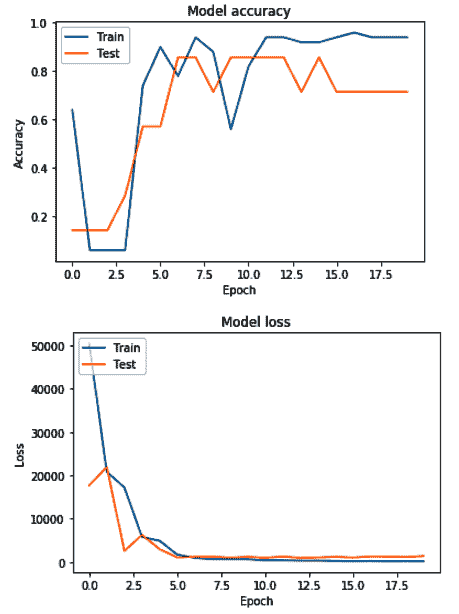 Model accuracy
1.0
0.8
0.6
0.4
0.2
Accuracy
Train
Test
0.0 2.5 5.0 7.5 10.0 12.5 15.0 17.5
Epoch
Model loss
50000
40000
30000
20000
10000
0
Loss
Train
Test
0.0 2.5 5.0 7.5 10.0 12.5 15.0 17.5
Epoch